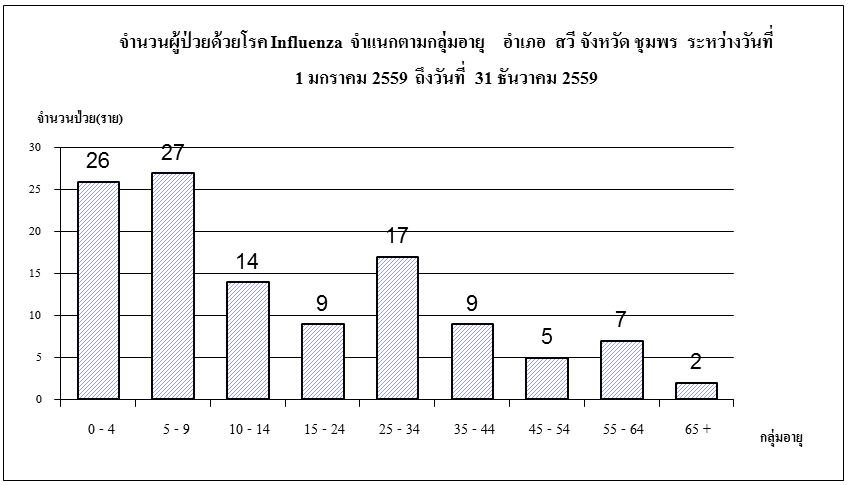 จำนวนผู้ป่วยด้วยโรค Influenza จำแนกตามกลุ่มอายุ อำเภอ สวี จังหวัด ชุมพร ระหว่างวันที่
1 มกราคม 2559 ถึงวันที่ 31 ธันวาคม 2559
จำนวนป่วย(ราย)
30
25
20
15
10
5
0
26 27 14 9 17 9 5 7 2
0 - 4 5 - 9 10 - 14 15 - 24 25 - 34 35 - 44 45 - 54 55 - 64 65 +
กลุ่มอายุ